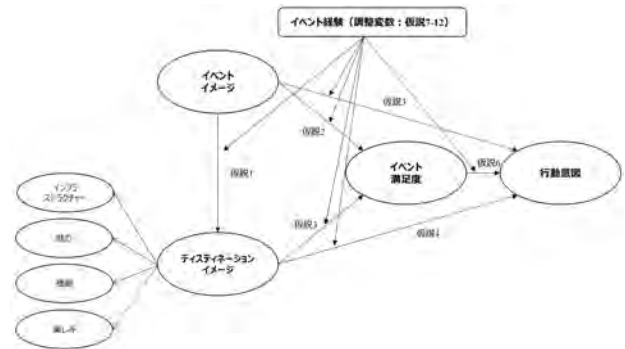 イベント経験（調整変数：仮説7-12）
イベント
イメージ
仮説3
仮説2
仮説1
イベント
満足度
仮説6
行動意図
インフラ
ストラクチャー
仮説3
仮説4
ディスティネーション
イメージ